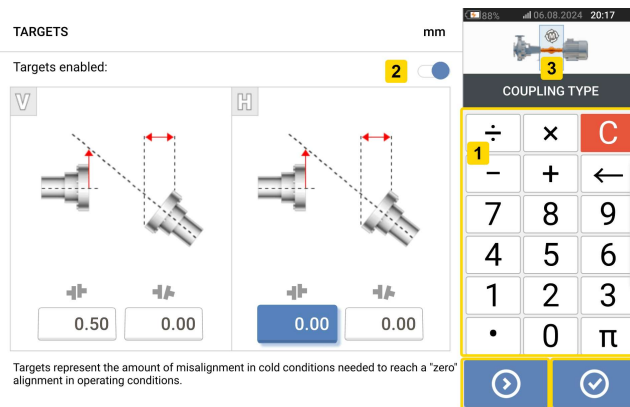 88% 06.08.2024 20:17
TARGETS mm
Targets enabled: 2
3
COUPLING TYPE
V H
÷ × C
1
− + ←
7 8 9
4 5 6
1 2 3
. 0 π
0.50 0.00 0.00 0.00
Targets represent the amount of misalignment in cold conditions needed to reach a "zero"
alignment in operating conditions.